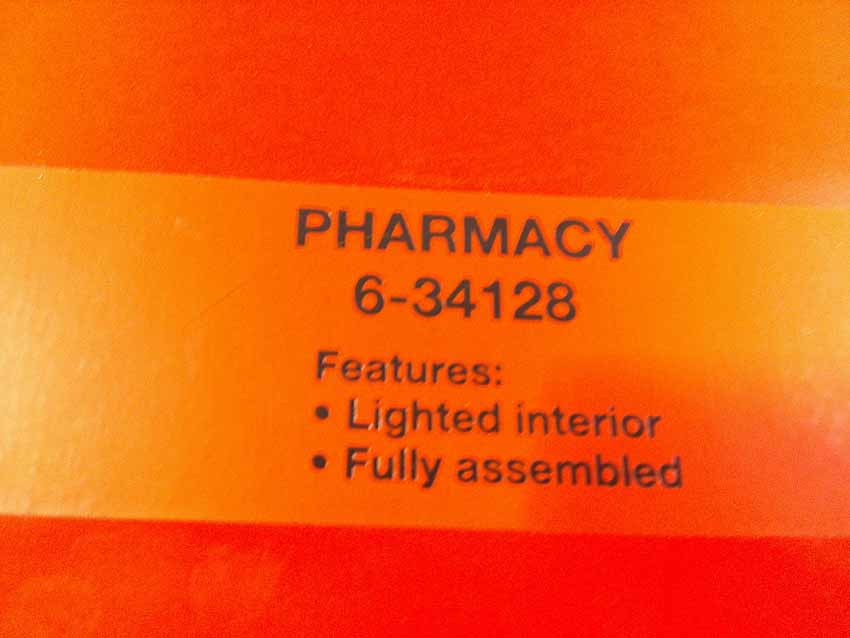 PHARMACY
6-34128
Features:
• Lighted interior
• Fully assembled